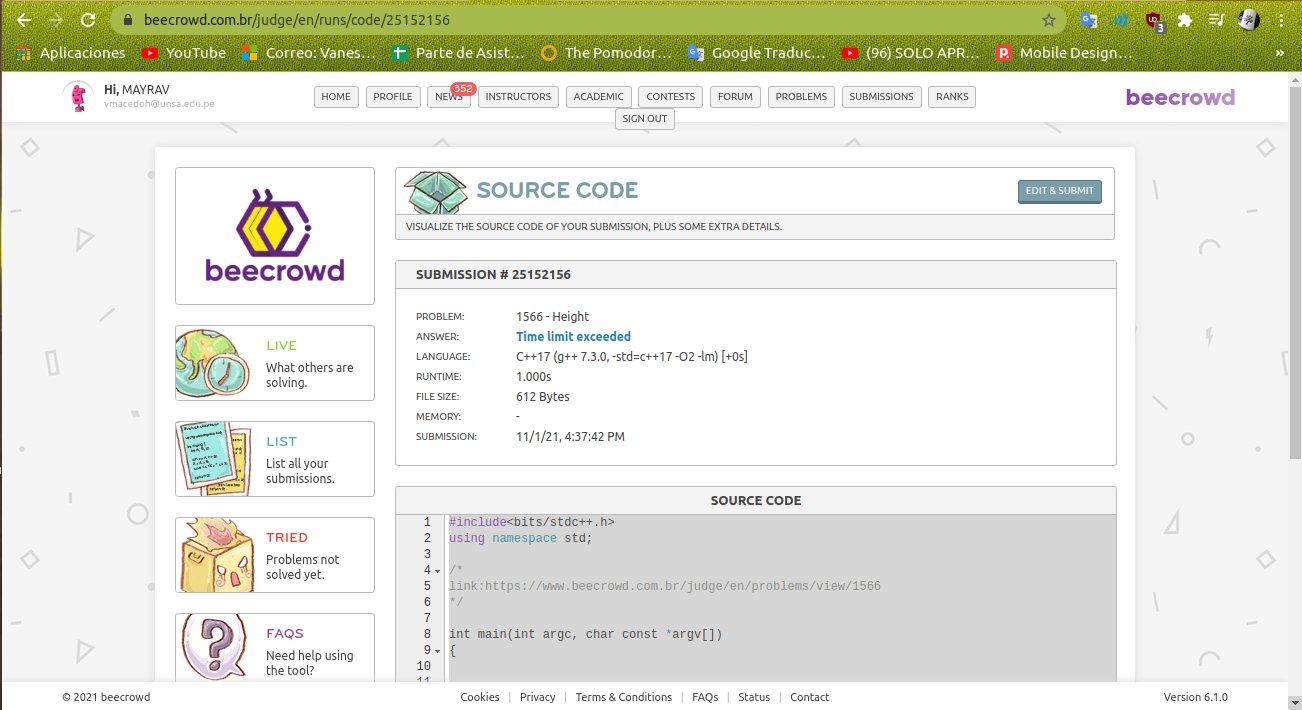 beecrowd.com.br/judge/en/runs/code/25152156
3
Aplicaciones YouTube Correo: Vanes... Parte de Asist... The Pomodor... Google Traduc... (96) SOLO APR... Mobile Design... »
Hi, MAYRAV
vmacedoh@unsa.edu.pe
HOME PROFILE NEWS 352 INSTRUCTORS ACADEMIC CONTESTS FORUM PROBLEMS SUBMISSIONS RANKS
SIGN OUT
beecrowd
beecrowd
LIVE
What others are
solving.
LIST
List all your
submissions.
TRIED
Problems not
solved yet.
FAQS
Need help using
the tool?
SOURCE CODE
EDIT & SUBMIT
VISUALIZE THE SOURCE CODE OF YOUR SUBMISSION, PLUS SOME EXTRA DETAILS.
SUBMISSION # 25152156
PROBLEM: 1566 - Height
ANSWER: Time limit exceeded
LANGUAGE: C++17 (g++ 7.3.0, -std=c++17 -O2 -lm) [+0s]
RUNTIME: 1.000s
FILE SIZE: 612 Bytes
MEMORY: -
SUBMISSION: 11/1/21, 4:37:42 PM
SOURCE CODE
1 #include<bits/stdc++.h>
2 using namespace std;
3
4 /*
5 link:https://www.beecrowd.com.br/judge/en/problems/view/1566
6 */
7
8 int main(int argc, char const *argv[])
9 {
10
11
© 2021 beecrowd
Cookies | Privacy | Terms & Conditions | FAQs | Status | Contact
Version 6.1.0